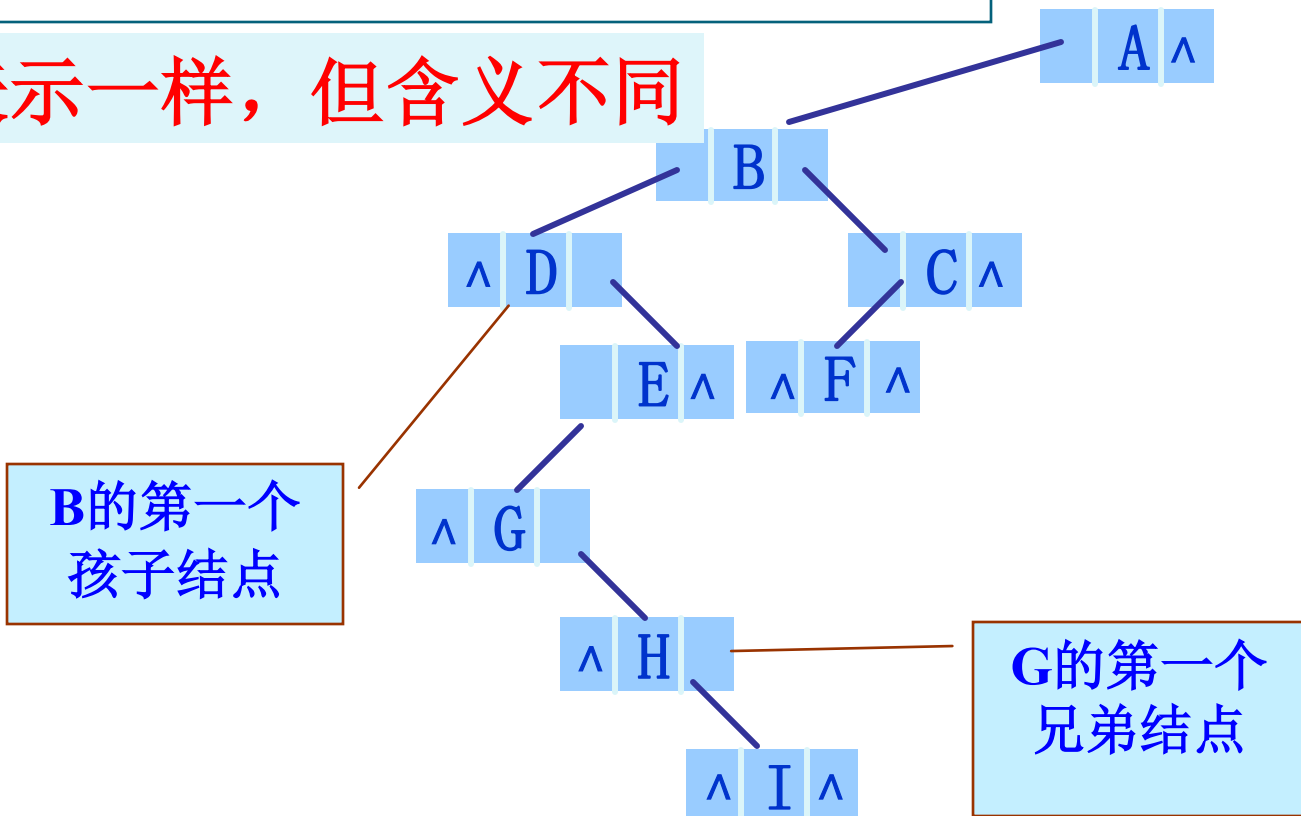 A ^
示一样，但含义不同
B
^ D
C ^
E ^
^ F ^
B的第一个
孩子结点
^ G
^ H
G的第一个
兄弟结点
^ I ^